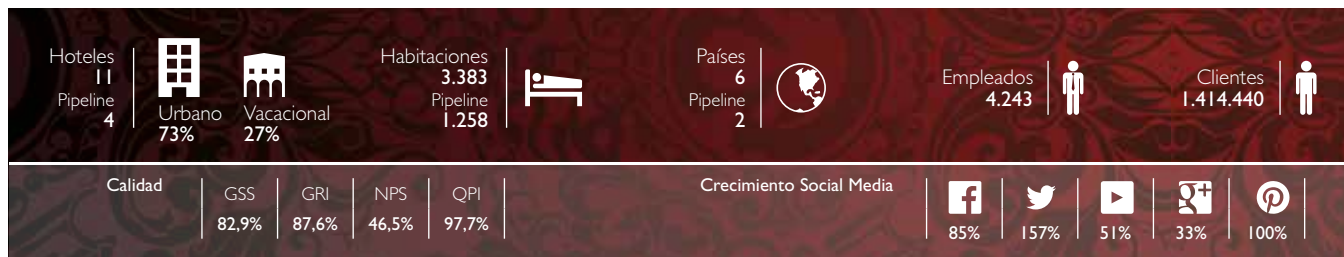 Hoteles
11
Pipeline
4
Urbano
73%
Vacacional
27%
Habitaciones
3.383
Pipeline
1.258
Países
6
Pipeline
2
Empleados
4.243
Clientes
1.414.440
Calidad
GSS
82,9%
GRI
87,6%
NPS
46,5%
QPI
97,7%
Crecimiento Social Media
85%
157%
51%
33%
100%